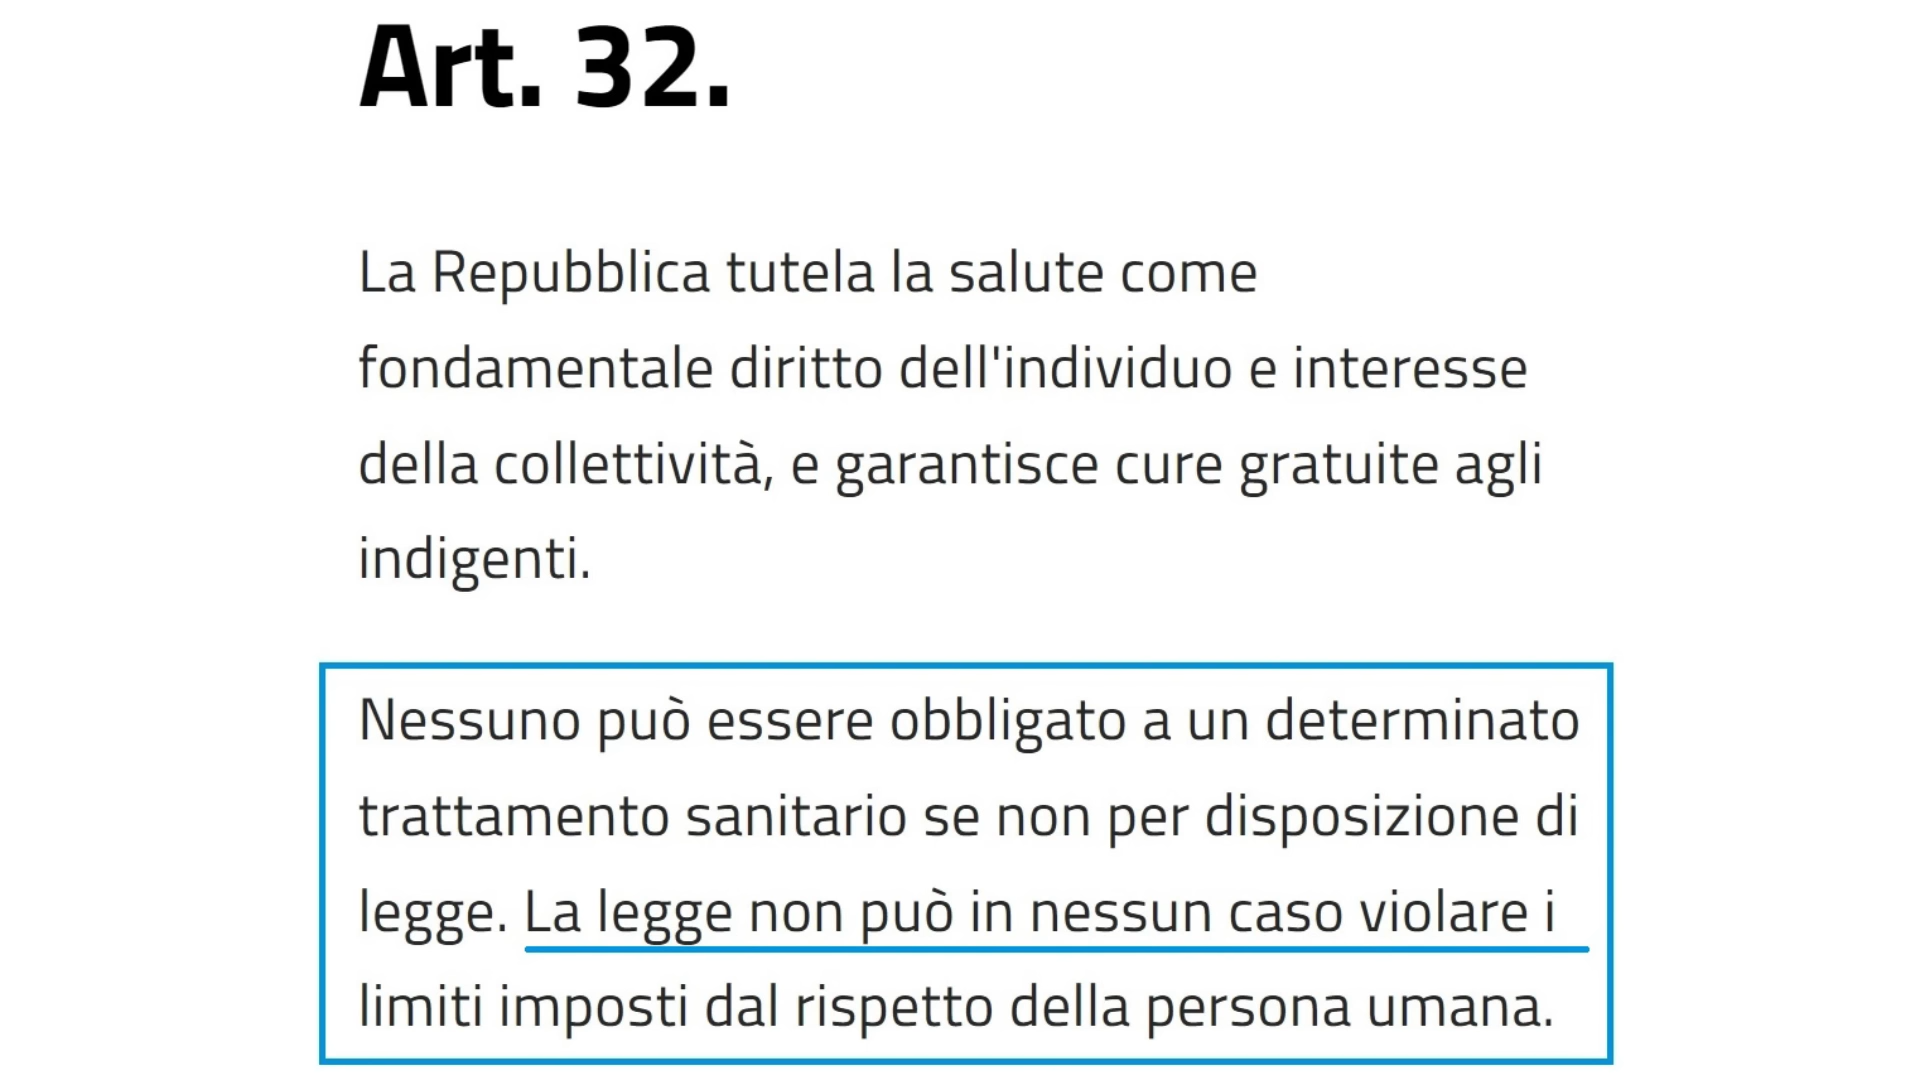 Art. 32.
La Repubblica tutela la salute come
fondamentale diritto dell'individuo e interesse
della collettività, e garantisce cure gratuite agli
indigenti.
Nessuno può essere obbligato a un determinato
trattamento sanitario se non per disposizione di
legge. La legge non può in nessun caso violare i
limiti imposti dal rispetto della persona umana.